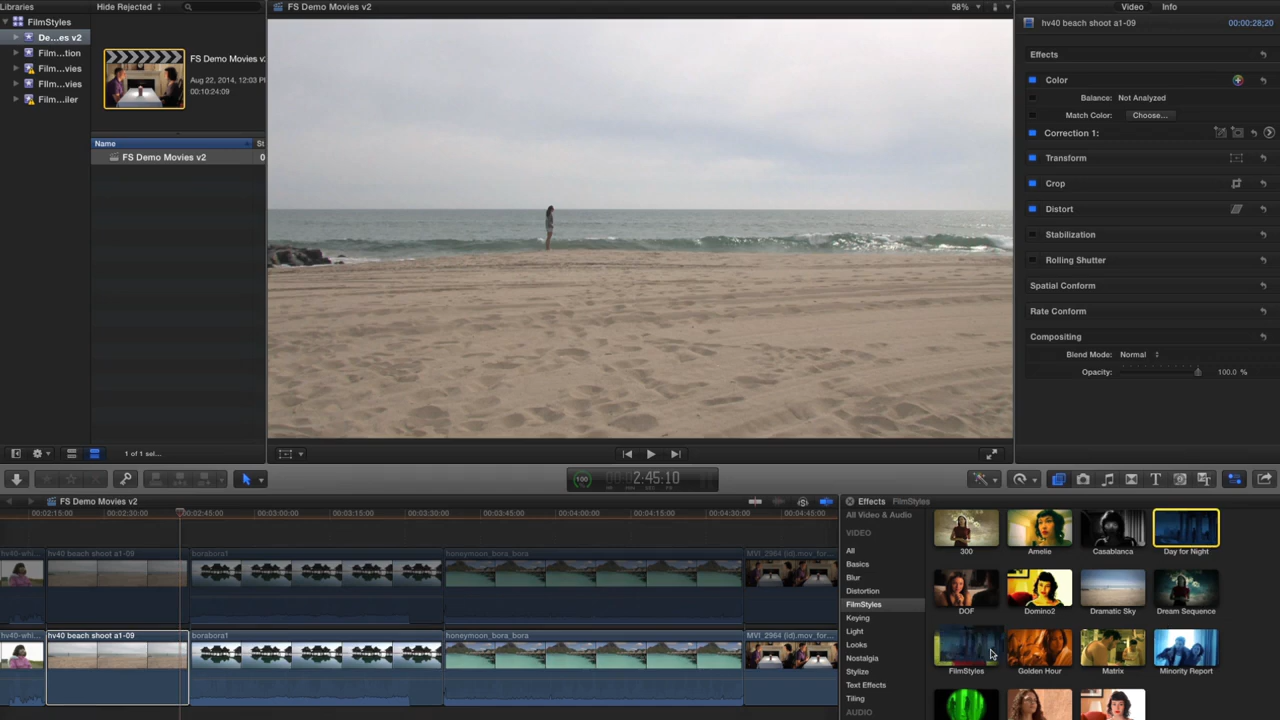 Libraries
Hide Rejected
FS Demo Movies v2
58%
Video
Info
FilmStyles
De...es v2
Film...tion
Film...vies
Film...vies
Film...iler
FS Demo Movies v
Aug 22, 2014, 12:03 P
00:10:24:09
Name
St
FS Demo Movies v2
0
hv40 beach shoot a1-09
00:00:28;20
Effects
Color
Balance: Not Analyzed
Match Color: Choose...
Correction 1:
Transform
Crop
Distort
Stabilization
Rolling Shutter
Spatial Conform
Rate Conform
Compositing
Blend Mode: Normal
Opacity: 100.0 %
1 of 1 sel...
100
2:45:10
FS Demo Movies v2
00:02:15:00
00:02:30:00
00:02:45:00
00:03:00:00
00:03:15:00
00:03:30:00
00:03:45:00
00:04:00:00
00:04:15:00
00:04:30:00
00:04:45:00
hv40-whi...
hv40 beach shoot a1-09
borabora1
honeymoon_bora_bora
MVI_2964 (id).mov_for...
hv40-whi...
hv40 beach shoot a1-09
borabora1
honeymoon_bora_bora
MVI_2964 (id).mov_for...
Effects
FilmStyles
All Video & Audio
VIDEO
All
Basics
Blur
Distortion
FilmStyles
Keying
Light
Looks
Nostalgia
Stylize
Text Effects
Tiling
AUDIO
300
Amelie
Casablanca
Day for Night
DOF
Domino2
Dramatic Sky
Dream Sequence
FilmStyles
Golden Hour
Matrix
Minority Report